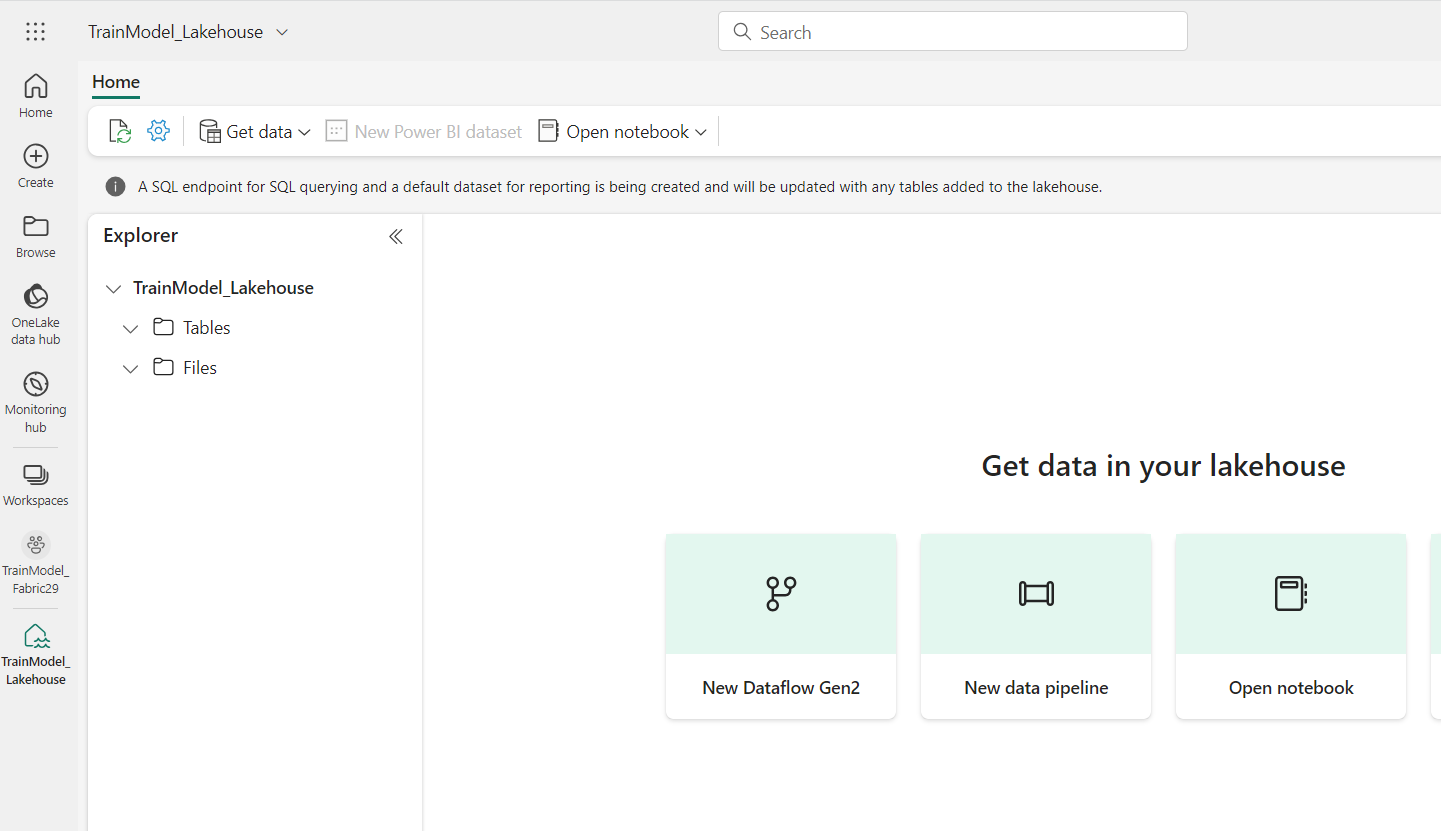 TrainModel_Lakehouse
Search
Home
Create
Browse
OneLake
data hub
Monitoring
hub
Workspaces
TrainModel_
Fabric29
TrainModel_
Lakehouse
Home
Get data
New Power BI dataset
Open notebook
A SQL endpoint for SQL querying and a default dataset for reporting is being created and will be updated with any tables added to the lakehouse.
Explorer
TrainModel_Lakehouse
Tables
Files
Get data in your lakehouse
New Dataflow Gen2
New data pipeline
Open notebook